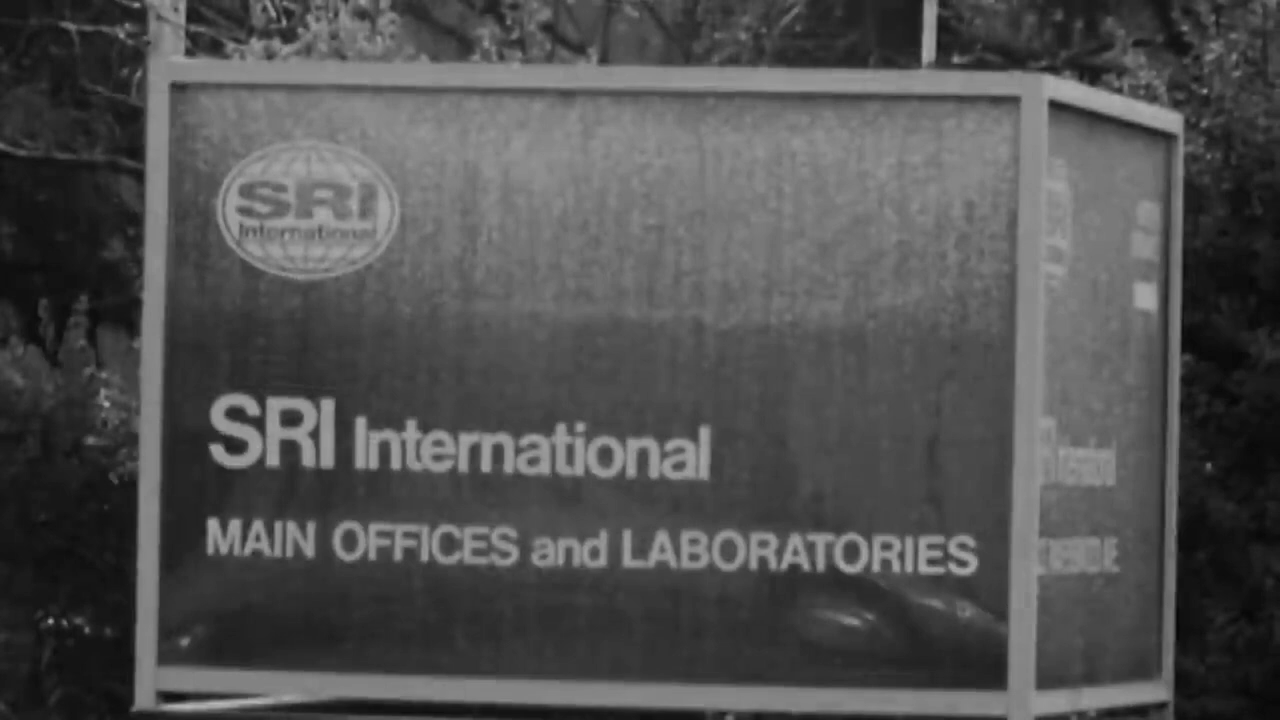 SRI
International
SRI International
MAIN OFFICES and LABORATORIES